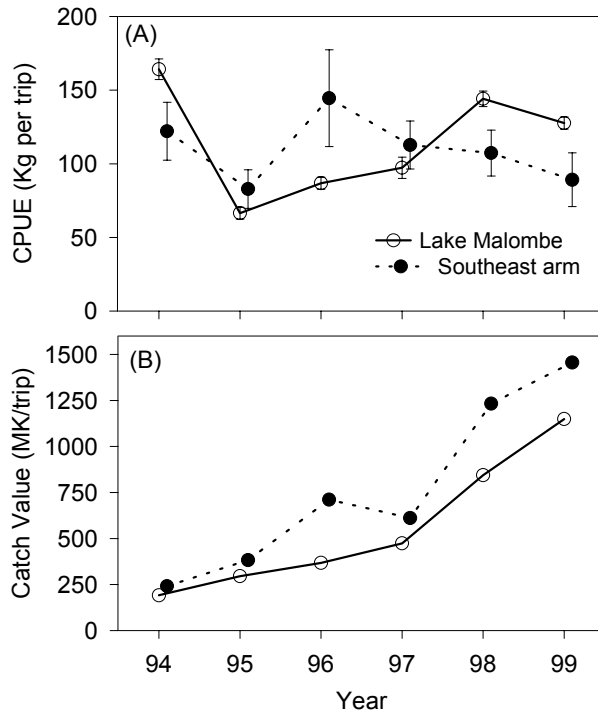 (A)
200
150
100
50
0
CPUE (Kg per trip)
Lake Malombe
Southeast arm
(B)
1500
1250
1000
750
500
250
0
Catch Value (MK/trip)
94 95 96 97 98 99
Year